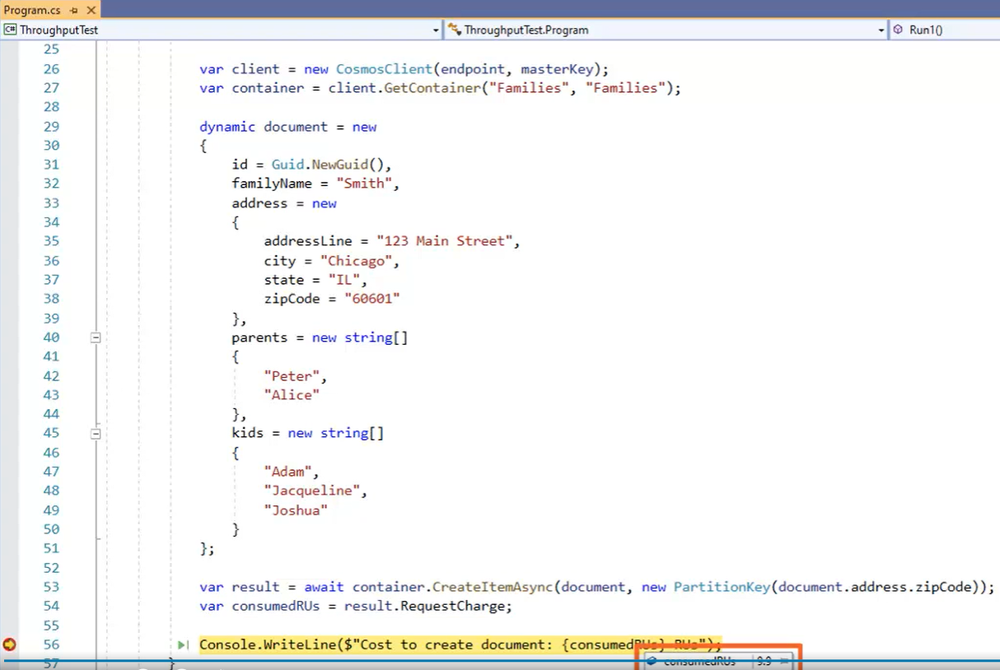 Program.cs
ThroughputTest ThroughputTest.Program Run1()
25
26 var client = new CosmosClient(endpoint, masterKey);
27 var container = client.GetContainer("Families", "Families");
28
29 dynamic document = new
30 {
31 id = Guid.NewGuid(),
32 familyName = "Smith",
33 address = new
34 {
35 addressLine = "123 Main Street",
36 city = "Chicago",
37 state = "IL",
38 zipCode = "60601"
39 },
40 parents = new string[]
41 {
42 "Peter",
43 "Alice"
44 },
45 kids = new string[]
46 {
47 "Adam",
48 "Jacqueline",
49 "Joshua"
50 }
51 };
52
53 var result = await container.CreateItemAsync(document, new PartitionKey(document.address.zipCode));
54 var consumedRUs = result.RequestCharge;
55
56 Console.WriteLine($"Cost to create document: {consumedRUs} RUs");
57 }
consumedRUs 9.9